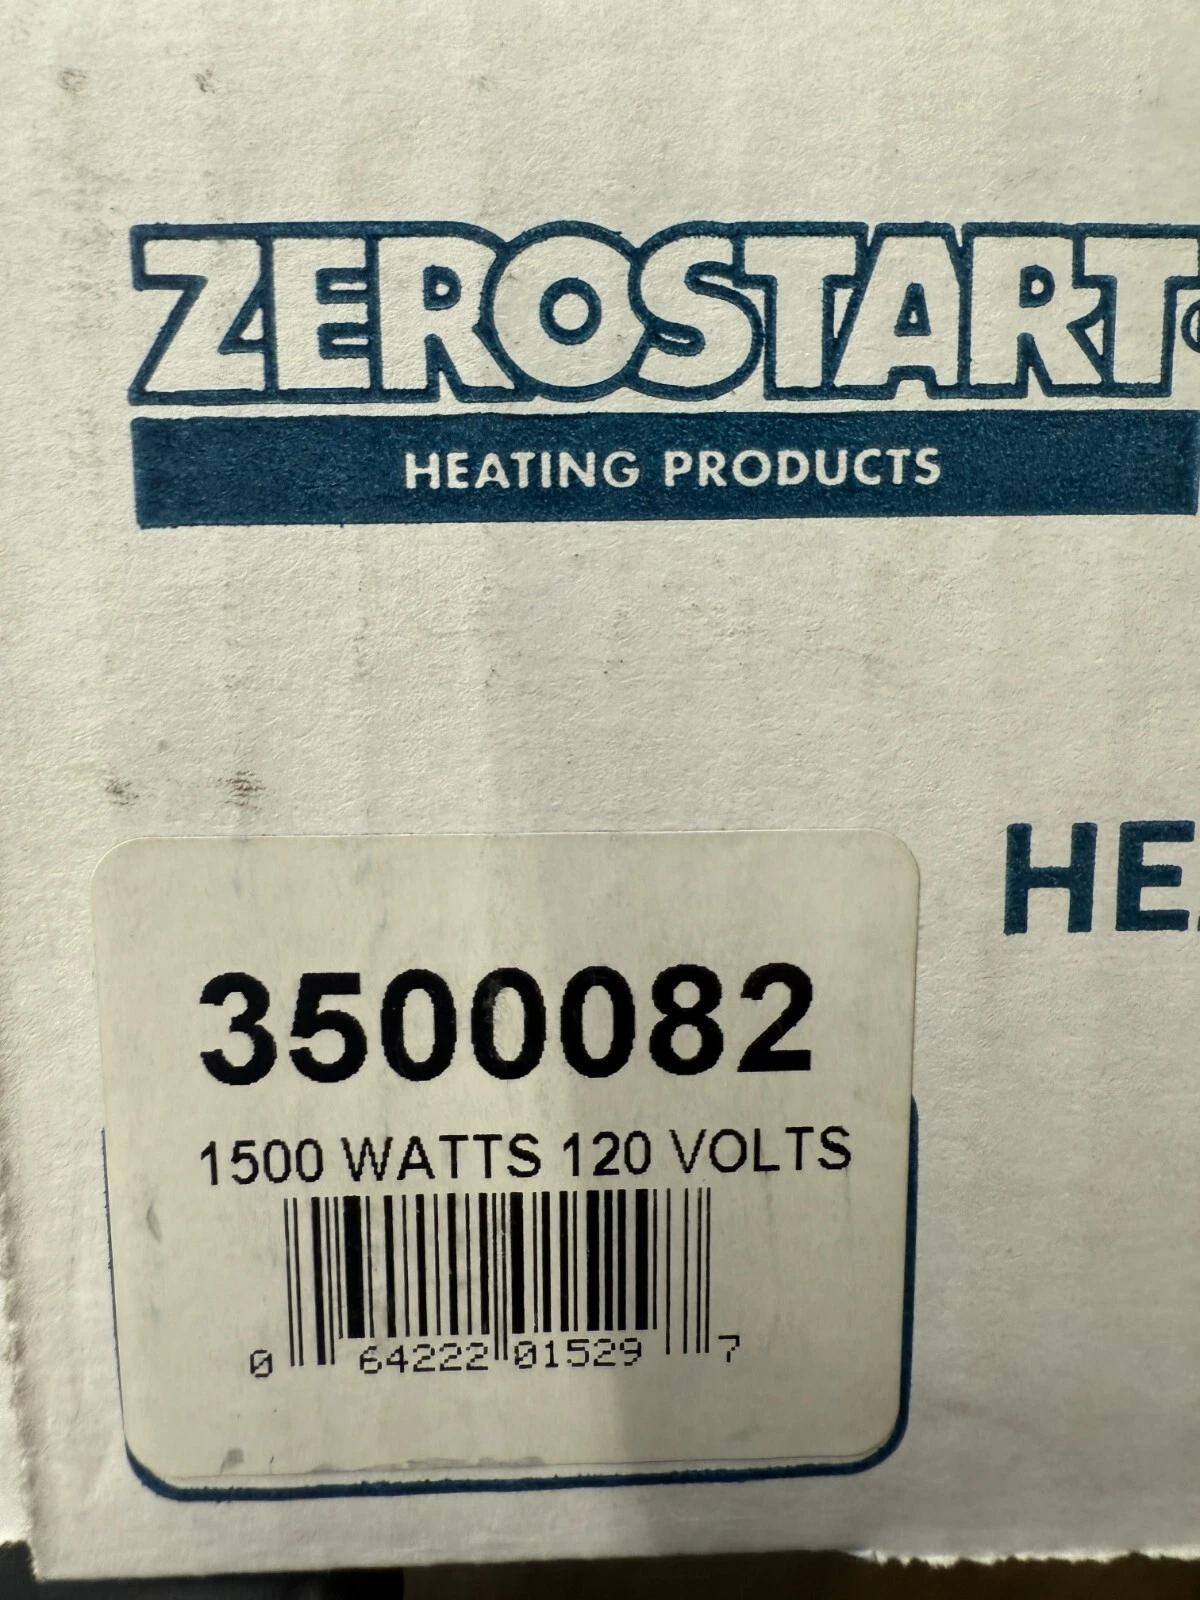 ZEROSTART
HEATING PRODUCTS
3500082
1500 WATTS 120 VOLTS
0 64222 01529 7